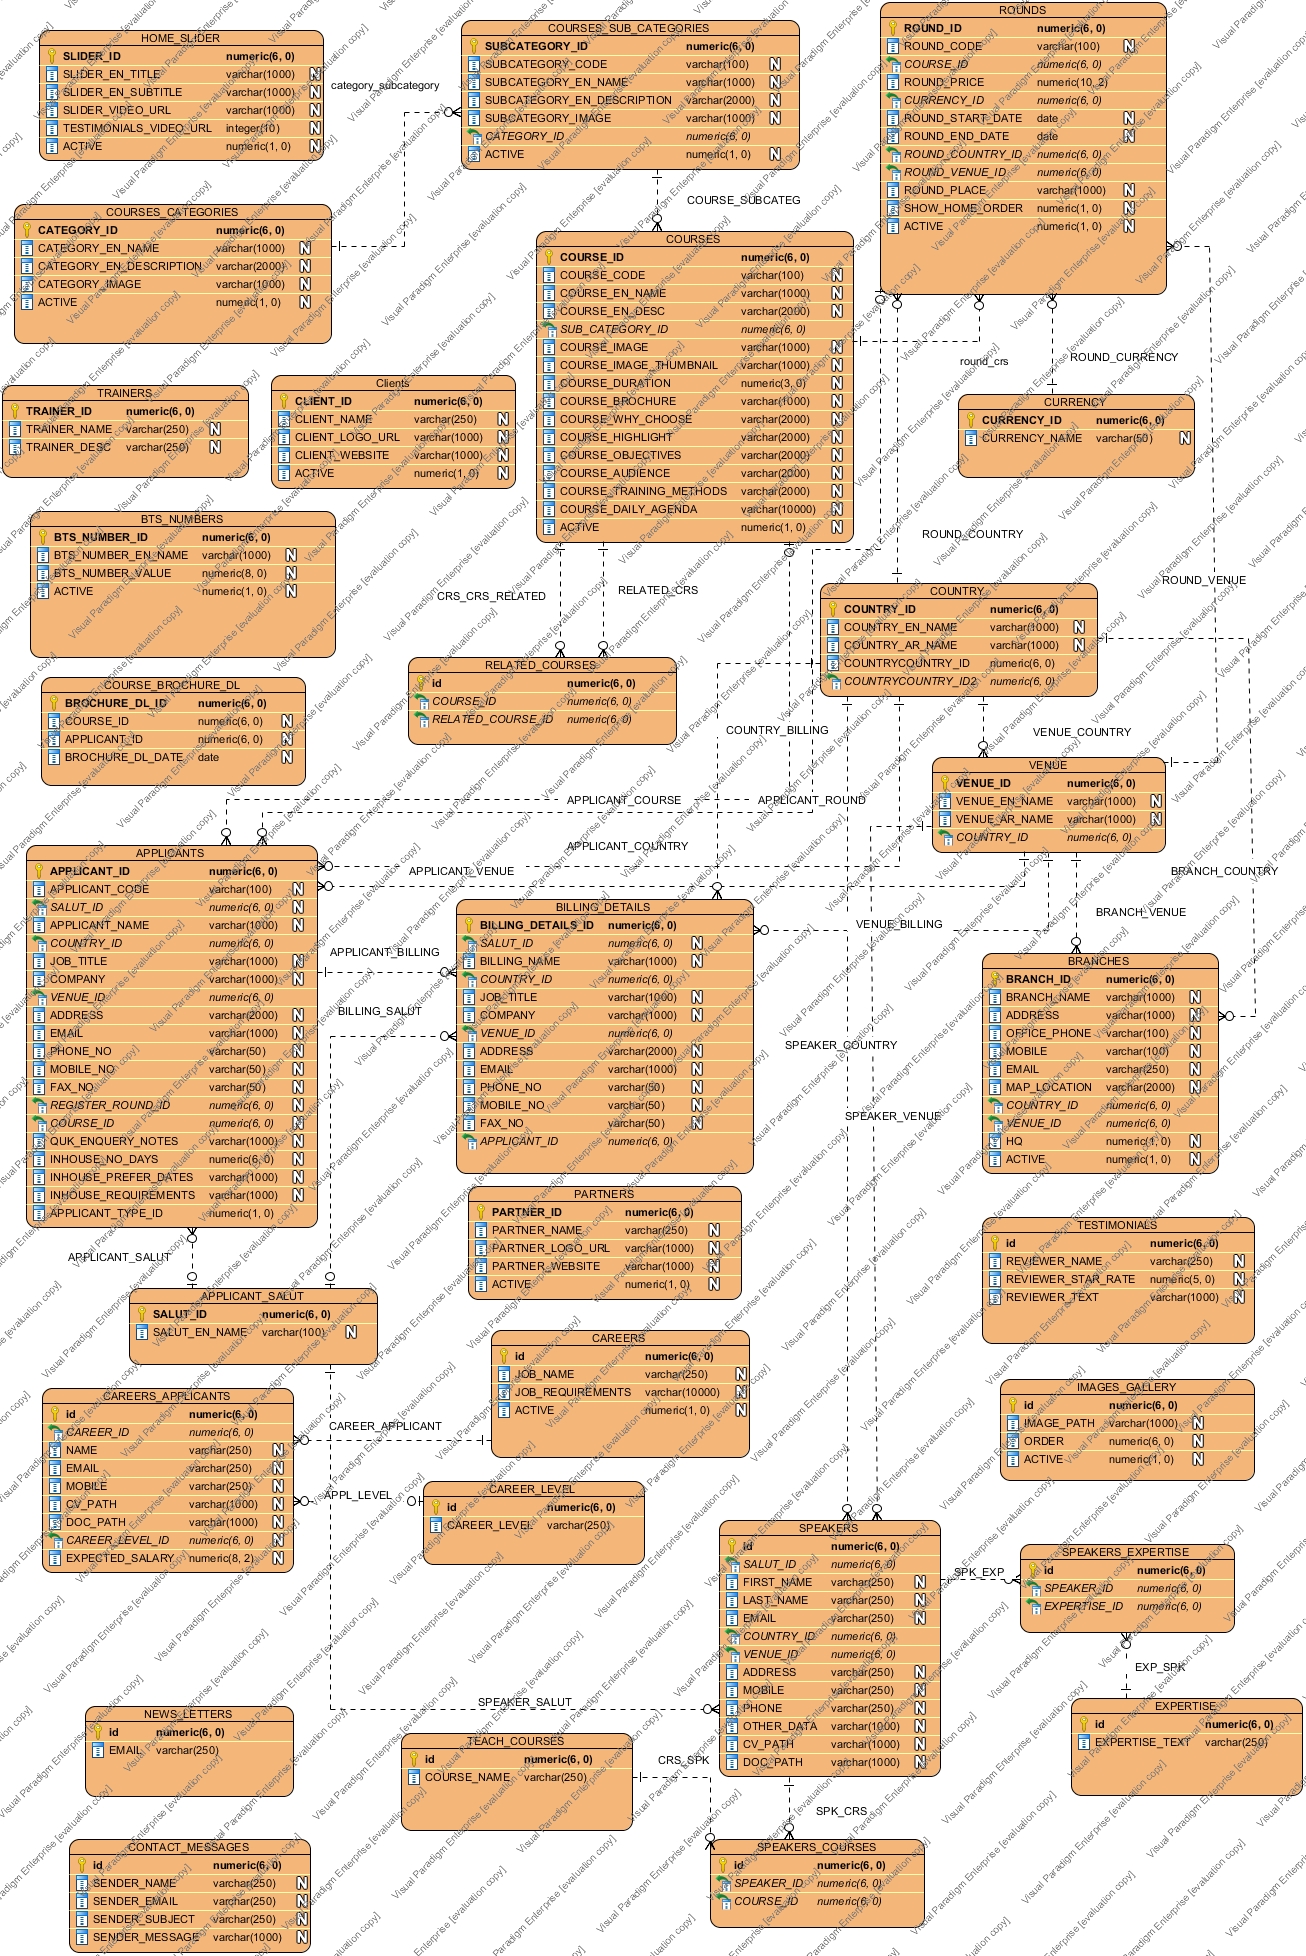 HOME_SLIDER
SLIDER_ID numeric(6, 0)
SLIDER_EN_TITLE varchar(1000) N
SLIDER_EN_SUBTITLE varchar(1000) N
SLIDER_VIDEO_URL varchar(1000) N
TESTIMONIALS_VIDEO_URL integer(10) N
ACTIVE numeric(1, 0) N
category_subcategory
COURSES_SUB_CATEGORIES
SUBCATEGORY_ID numeric(6, 0)
SUBCATEGORY_CODE varchar(100) N
SUBCATEGORY_EN_NAME varchar(1000) N
SUBCATEGORY_EN_DESCRIPTION varchar(2000) N
SUBCATEGORY_IMAGE varchar(1000) N
CATEGORY_ID numeric(6, 0)
ACTIVE numeric(1, 0) N
ROUNDS
ROUND_ID numeric(6, 0)
ROUND_CODE varchar(100) N
COURSE_ID numeric(6, 0)
ROUND_PRICE numeric(10, 2)
CURRENCY_ID numeric(6, 0)
ROUND_START_DATE date N
ROUND_END_DATE date N
ROUND_COUNTRY_ID numeric(6, 0)
ROUND_VENUE_ID numeric(6, 0)
ROUND_PLACE varchar(1000) N
SHOW_HOME_ORDER numeric(1, 0) N
ACTIVE numeric(1, 0) N
COURSES_CATEGORIES
CATEGORY_ID numeric(6, 0)
CATEGORY_EN_NAME varchar(1000) N
CATEGORY_EN_DESCRIPTION varchar(2000) N
CATEGORY_IMAGE varchar(1000) N
ACTIVE numeric(1, 0) N
COURSE_SUBCATEG
COURSES
COURSE_ID numeric(6, 0)
COURSE_CODE varchar(100) N
COURSE_EN_NAME varchar(1000) N
COURSE_EN_DESC varchar(2000) N
SUB_CATEGORY_ID numeric(6, 0)
COURSE_IMAGE varchar(1000) N
COURSE_IMAGE_THUMBNAIL varchar(1000) N
COURSE_DURATION numeric(3, 0) N
COURSE_BROCHURE varchar(1000) N
COURSE_WHY_CHOOSE varchar(2000) N
COURSE_HIGHLIGHT varchar(2000) N
COURSE_OBJECTIVES varchar(2000) N
COURSE_AUDIENCE varchar(2000) N
COURSE_TRAINING_METHODS varchar(2000) N
COURSE_DAILY_AGENDA varchar(10000) N
ACTIVE numeric(1, 0) N
round_crs
ROUND_CURRENCY
TRAINERS
TRAINER_ID numeric(6, 0)
TRAINER_NAME varchar(250) N
TRAINER_DESC varchar(250) N
Clients
CLIENT_ID numeric(6, 0)
CLIENT_NAME varchar(250) N
CLIENT_LOGO_URL varchar(1000) N
CLIENT_WEBSITE varchar(1000) N
ACTIVE numeric(1, 0) N
CURRENCY
CURRENCY_ID numeric(6, 0)
CURRENCY_NAME varchar(50) N
BTS_NUMBERS
BTS_NUMBER_ID numeric(6, 0)
BTS_NUMBER_EN_NAME varchar(1000) N
BTS_NUMBER_VALUE numeric(8, 0) N
ACTIVE numeric(1, 0) N
CRS_CRS_RELATED
RELATED_CRS
ROUND_COUNTRY
ROUND_VENUE
COUNTRY
COUNTRY_ID numeric(6, 0)
COUNTRY_EN_NAME varchar(1000) N
COUNTRY_AR_NAME varchar(1000) N
COUNTRYCOUNTRY_ID numeric(6, 0)
COUNTRYCOUNTRY_ID2 numeric(6, 0)
RELATED_COURSES
id numeric(6, 0)
COURSE_ID numeric(6, 0)
RELATED_COURSE_ID numeric(6, 0)
COURSE_BROCHURE_DL
BROCHURE_DL_ID numeric(6, 0)
COURSE_ID numeric(6, 0) N
APPLICANT_ID numeric(6, 0) N
BROCHURE_DL_DATE date N
COUNTRY_BILLING
VENUE_COUNTRY
VENUE
VENUE_ID numeric(6, 0)
VENUE_EN_NAME varchar(1000) N
VENUE_AR_NAME varchar(1000) N
COUNTRY_ID numeric(6, 0)
APPLICANT_COURSE
APPLICANT_ROUND
APPLICANT_COUNTRY
APPLICANT_VENUE
BRANCH_COUNTRY
APPLICANTS
APPLICANT_ID numeric(6, 0)
APPLICANT_CODE varchar(100) N
SALUT_ID numeric(6, 0) N
APPLICANT_NAME varchar(1000) N
COUNTRY_ID numeric(6, 0)
JOB_TITLE varchar(1000) N
COMPANY varchar(1000) N
VENUE_ID numeric(6, 0)
ADDRESS varchar(2000) N
EMAIL varchar(1000) N
PHONE_NO varchar(50) N
MOBILE_NO varchar(50) N
FAX_NO varchar(50) N
REGISTER_ROUND_ID numeric(6, 0) N
COURSE_ID numeric(6, 0) N
QUK_ENQUERY_NOTES varchar(1000) N
INHOUSE_NO_DAYS numeric(6, 0) N
INHOUSE_PREFER_DATES varchar(1000) N
INHOUSE_REQUIREMENTS varchar(1000) N
APPLICANT_TYPE_ID numeric(1, 0)
APPLICANT_BILLING
BILLING_SALUT
BILLING_DETAILS
BILLING_DETAILS_ID numeric(6, 0)
SALUT_ID numeric(6, 0) N
BILLING_NAME varchar(1000) N
COUNTRY_ID numeric(6, 0)
JOB_TITLE varchar(1000) N
COMPANY varchar(1000) N
VENUE_ID numeric(6, 0)
ADDRESS varchar(2000) N
EMAIL varchar(1000) N
PHONE_NO varchar(50) N
MOBILE_NO varchar(50) N
FAX_NO varchar(50) N
APPLICANT_ID numeric(6, 0)
VENUE_BILLING
BRANCH_VENUE
SPEAKER_COUNTRY
SPEAKER_VENUE
BRANCHES
BRANCH_ID numeric(6, 0)
BRANCH_NAME varchar(1000) N
ADDRESS varchar(1000) N
OFFICE_PHONE varchar(100) N
MOBILE varchar(100) N
EMAIL varchar(250) N
MAP_LOCATION varchar(2000) N
COUNTRY_ID numeric(6, 0)
VENUE_ID numeric(6, 0)
HQ numeric(1, 0) N
ACTIVE numeric(1, 0) N
PARTNERS
PARTNER_ID numeric(6, 0)
PARTNER_NAME varchar(250) N
PARTNER_LOGO_URL varchar(1000) N
PARTNER_WEBSITE varchar(1000) N
ACTIVE numeric(1, 0) N
TESTIMONIALS
id numeric(6, 0)
REVIEWER_NAME varchar(250) N
REVIEWER_STAR_RATE numeric(5, 0) N
REVIEWER_TEXT varchar(1000) N
APPLICANT_SALUT
APPLICANT_SALUT
SALUT_ID numeric(6, 0)
SALUT_EN_NAME varchar(100) N
CAREERS
id numeric(6, 0)
JOB_NAME varchar(250) N
JOB_REQUIREMENTS varchar(10000) N
ACTIVE numeric(1, 0) N
IMAGES_GALLERY
id numeric(6, 0)
IMAGE_PATH varchar(1000) N
ORDER numeric(6, 0) N
ACTIVE numeric(1, 0) N
CAREERS_APPLICANTS
id numeric(6, 0)
CAREER_ID numeric(6, 0)
NAME varchar(250) N
EMAIL varchar(250) N
MOBILE varchar(250) N
CV_PATH varchar(1000) N
DOC_PATH varchar(1000) N
CAREER_LEVEL_ID numeric(6, 0) N
EXPECTED_SALARY numeric(8, 2) N
CAREER_APPLICANT
APPL_LEVEL
CAREER_LEVEL
id numeric(6, 0)
CAREER_LEVEL varchar(250)
SPEAKERS
id numeric(6, 0)
SALUT_ID numeric(6, 0)
FIRST_NAME varchar(250) N
LAST_NAME varchar(250) N
EMAIL varchar(250) N
COUNTRY_ID numeric(6, 0)
VENUE_ID numeric(6, 0)
ADDRESS varchar(250) N
MOBILE varchar(250) N
PHONE varchar(250) N
OTHER_DATA varchar(1000) N
CV_PATH varchar(1000) N
DOC_PATH varchar(1000) N
SPK_EXP
SPEAKERS_EXPERTISE
id numeric(6, 0)
SPEAKER_ID numeric(6, 0)
EXPERTISE_ID numeric(6, 0)
EXP_SPK
EXPERTISE
id numeric(6, 0)
EXPERTISE_TEXT varchar(250)
SPEAKER_SALUT
NEWS_LETTERS
id numeric(6, 0)
EMAIL varchar(250)
TEACH_COURSES
id numeric(6, 0)
COURSE_NAME varchar(250)
CRS_SPK
SPK_CRS
SPEAKERS_COURSES
id numeric(6, 0)
SPEAKER_ID numeric(6, 0)
COURSE_ID numeric(6, 0)
CONTACT_MESSAGES
id numeric(6, 0)
SENDER_NAME varchar(250) N
SENDER_EMAIL varchar(250) N
SENDER_SUBJECT varchar(250) N
SENDER_MESSAGE varchar(1000) N
Visual Paradigm Enterprise [evaluation copy]